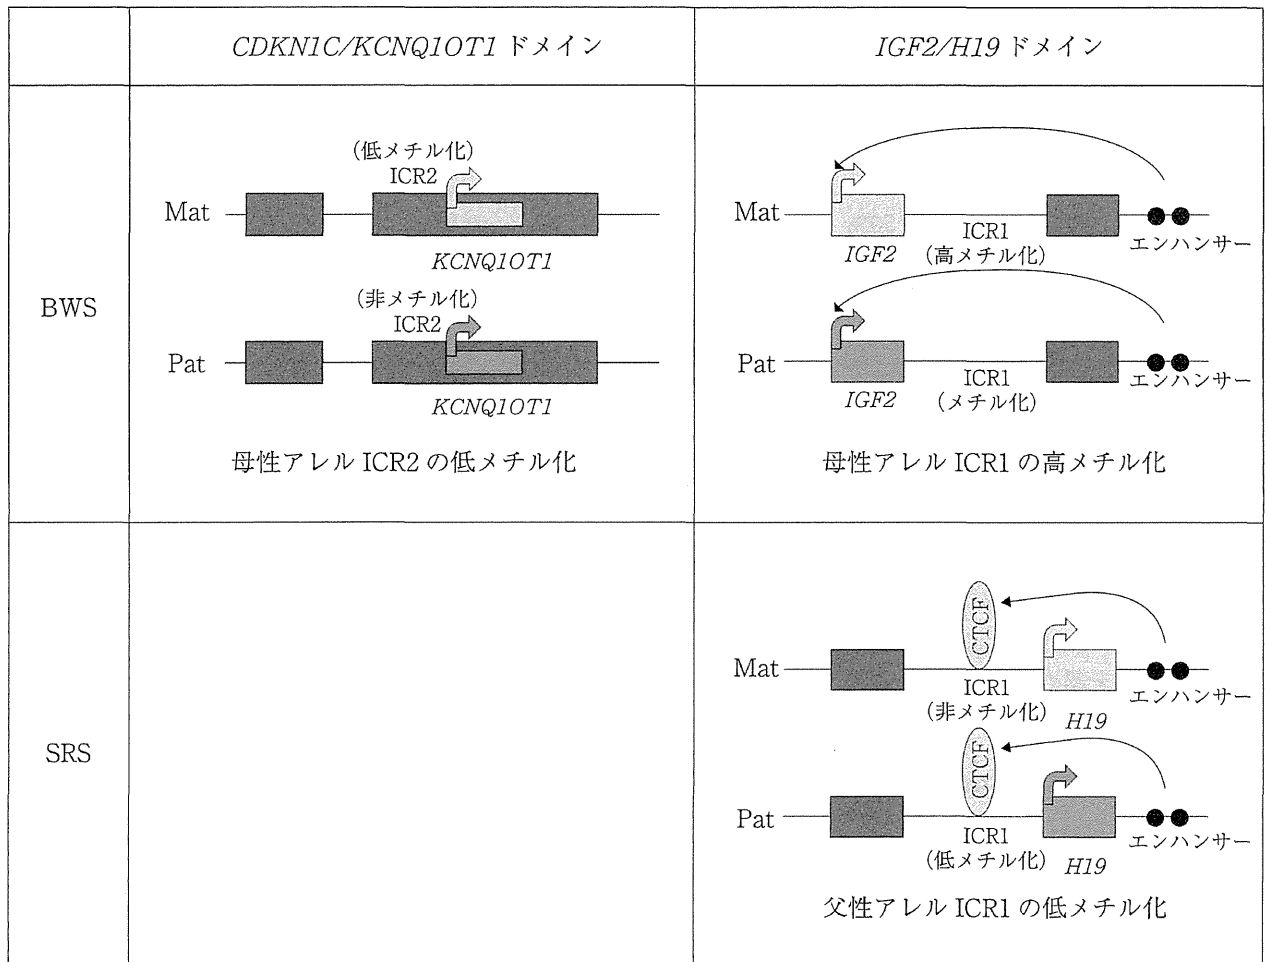 CDKN1C/KCNQ1OT1 ドメイン
IGF2/H19 ドメイン
BWS
(低メチル化)
ICR2
Mat
KCNQ1OT1
(非メチル化)
ICR2
Pat
KCNQ1OT1
母性アレル ICR2 の低メチル化
Mat
IGF2
ICR1
(高メチル化)
エンハンサー
Pat
IGF2
ICR1
(メチル化)
エンハンサー
母性アレル ICR1 の高メチル化
SRS
CTCF
Mat
ICR1
(非メチル化)
H19
エンハンサー
CTCF
Pat
ICR1
(低メチル化)
H19
エンハンサー
父性アレル ICR1 の低メチル化